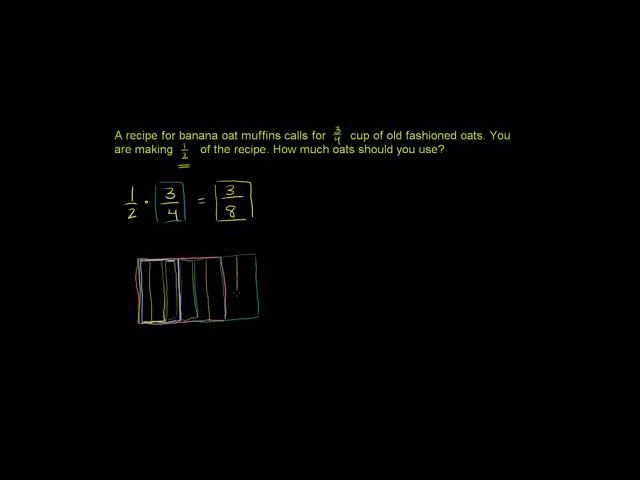 A recipe for banana oat muffins calls for 3/4 cup of old fashioned oats. You
are making 1/2 of the recipe. How much oats should you use?
1/2 · 3/4 = 3/8